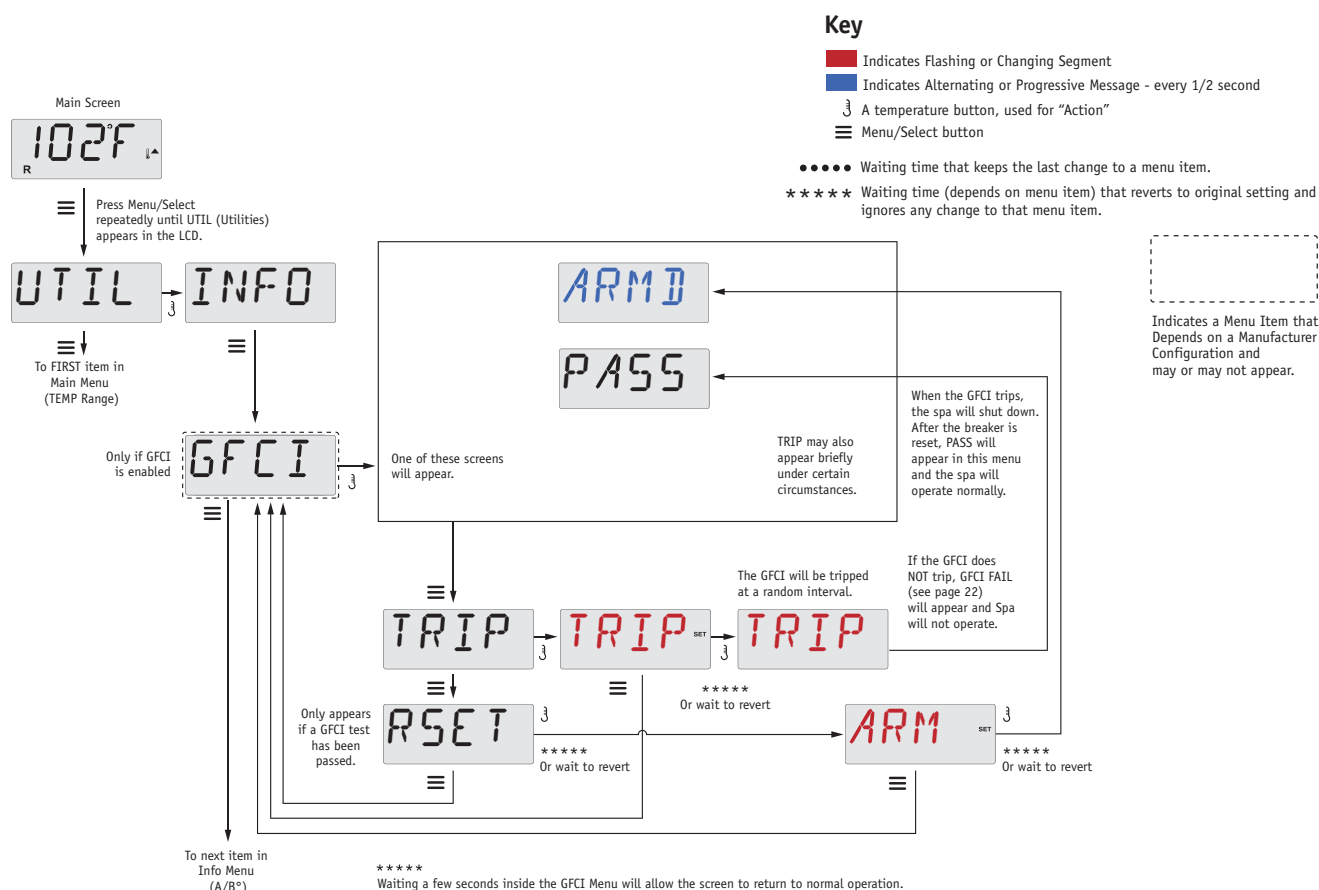 Key
Indicates Flashing or Changing Segment
Indicates Alternating or Progressive Message - every 1/2 second
A temperature button, used for “Action”
Menu/Select button
••••• Waiting time that keeps the last change to a menu item.
***** Waiting time (depends on menu item) that reverts to original setting and
ignores any change to that menu item.
Indicates a Menu Item that
Depends on a Manufacturer
Configuration and
may or may not appear.
Main Screen
102°F
R
Press Menu/Select
repeatedly until UTIL (Utilities)
appears in the LCD.
UTIL
INFO
To FIRST item in
Main Menu
(TEMP Range)
Only if GFCI
is enabled
GFCI
One of these screens
will appear.
ARMD
PASS
TRIP may also
appear briefly
under certain
circumstances.
When the GFCI trips,
the spa will shut down.
After the breaker is
reset, PASS will
appear in this menu
and the spa will
operate normally.
If the GFCI does
NOT trip, GFCI FAIL
(see page 22)
will appear and Spa
will not operate.
The GFCI will be tripped
at a random interval.
TRIP
TRIP SET
TRIP
*****
Or wait to revert
Only appears
if a GFCI test
has been
passed.
RSET
*****
Or wait to revert
ARM SET
*****
Or wait to revert
To next item in
Info Menu
(A/B°)
*****
Waiting a few seconds inside the GFCI Menu will allow the screen to return to normal operation.